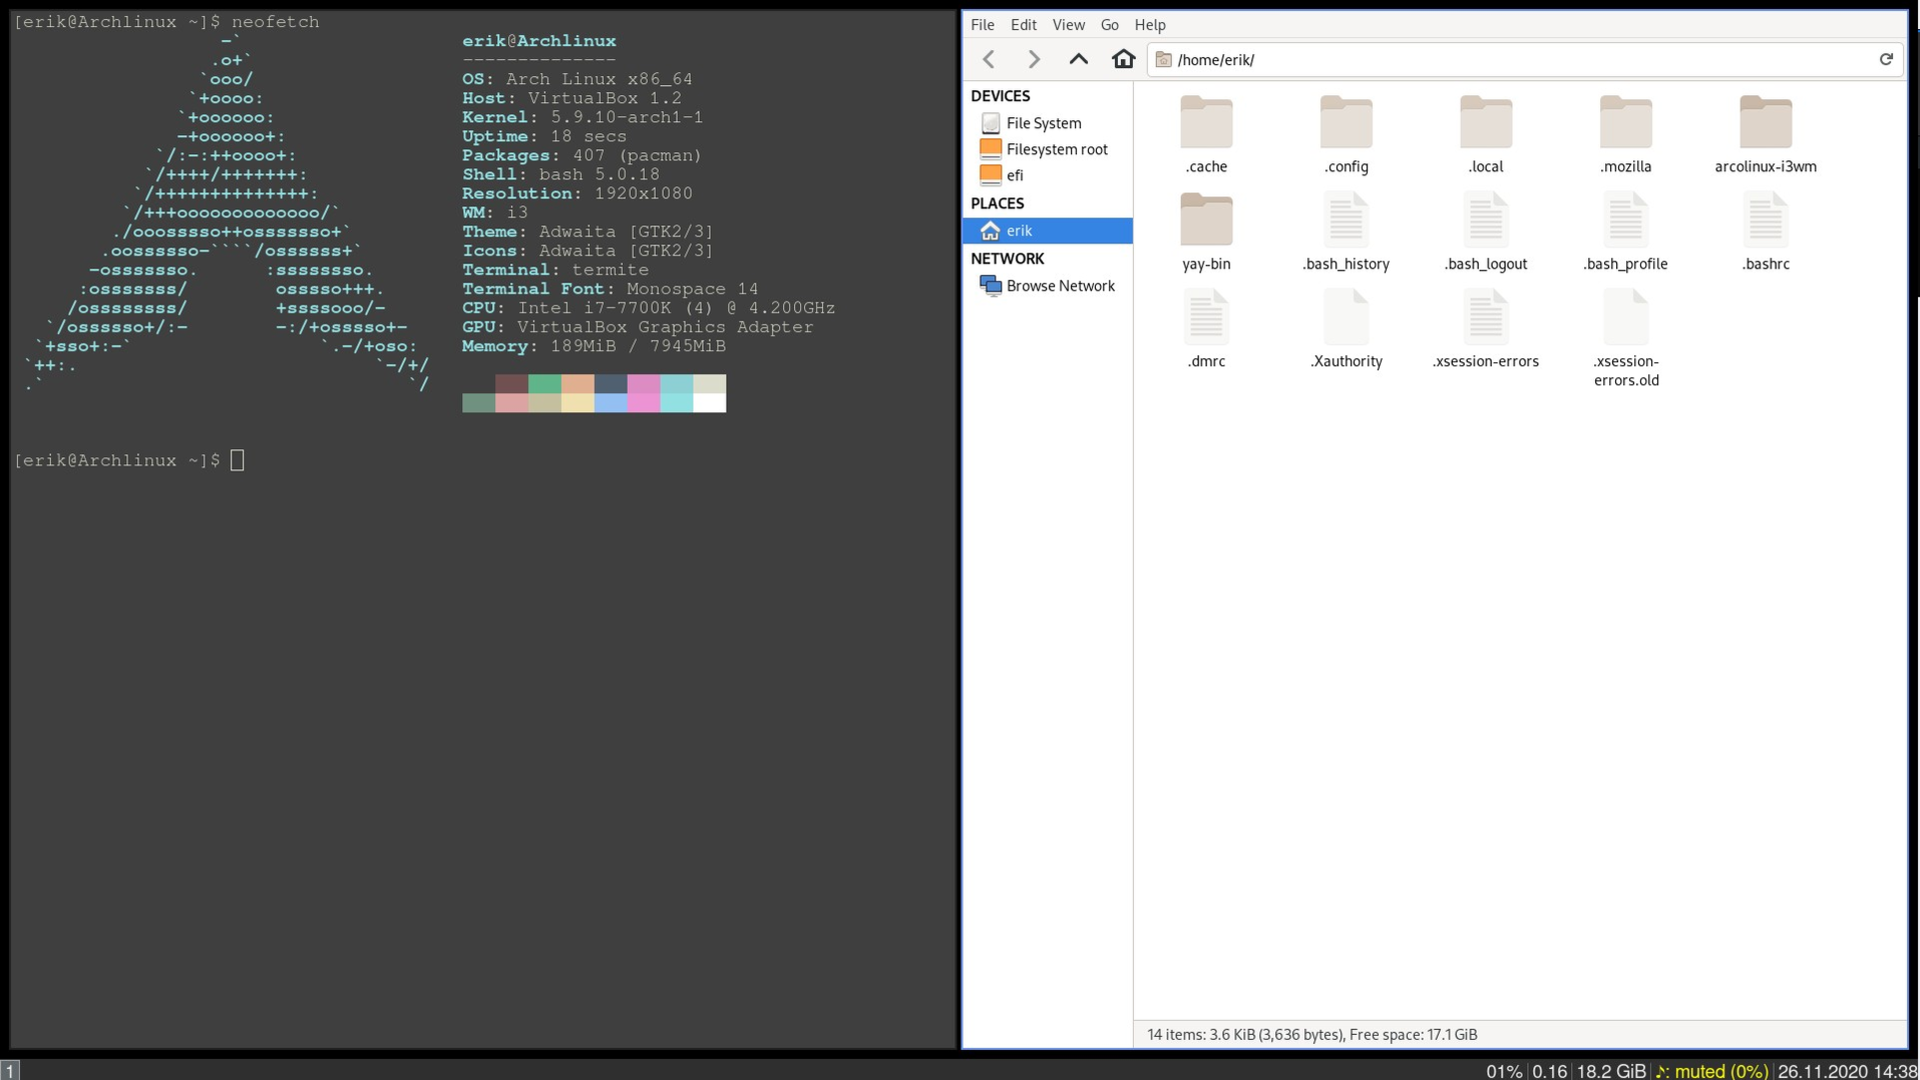 [erik@Archlinux ~]$ neofetch
-`
.o+`
`ooo/
`+oooo:
`+oooooo:
-+oooooo+:
`/:-:++oooo+:
`/++++/+++++++:
`/++++++++++++++:
`/+++ooooooooooooo/`
./ooosssso++osssssso+`
.oossssso-````/ossssss+`
-osssssso.      :ssssssso.
:osssssss/        osssso+++.
/ossssssss/        +ssssooo/-
`/ossssso+/:-        -:/+osssso+-
`+sso+:-`                 `.-/+oso:
`++:.                           `-/+/
.`                                 `/
erik@Archlinux
--------------
OS: Arch Linux x86_64
Host: VirtualBox 1.2
Kernel: 5.9.10-arch1-1
Uptime: 18 secs
Packages: 407 (pacman)
Shell: bash 5.0.18
Resolution: 1920x1080
WM: i3
Theme: Adwaita [GTK2/3]
Icons: Adwaita [GTK2/3]
Terminal: termite
Terminal Font: Monospace 14
CPU: Intel i7-7700K (4) @ 4.200GHz
GPU: VirtualBox Graphics Adapter
Memory: 189MiB / 7945MiB
[erik@Archlinux ~]$
File Edit View Go Help
/home/erik/
DEVICES
File System
Filesystem root
efi
PLACES
erik
NETWORK
Browse Network
.cache .config .local .mozilla arcolinux-i3wm
yay-bin .bash_history .bash_logout .bash_profile .bashrc
.dmrc .Xauthority .xsession-errors .xsession-
errors.old
14 items: 3.6 KiB (3,636 bytes), Free space: 17.1 GiB
1
01% 0.16 18.2 GiB ♪: muted (0%) 26.11.2020 14:38